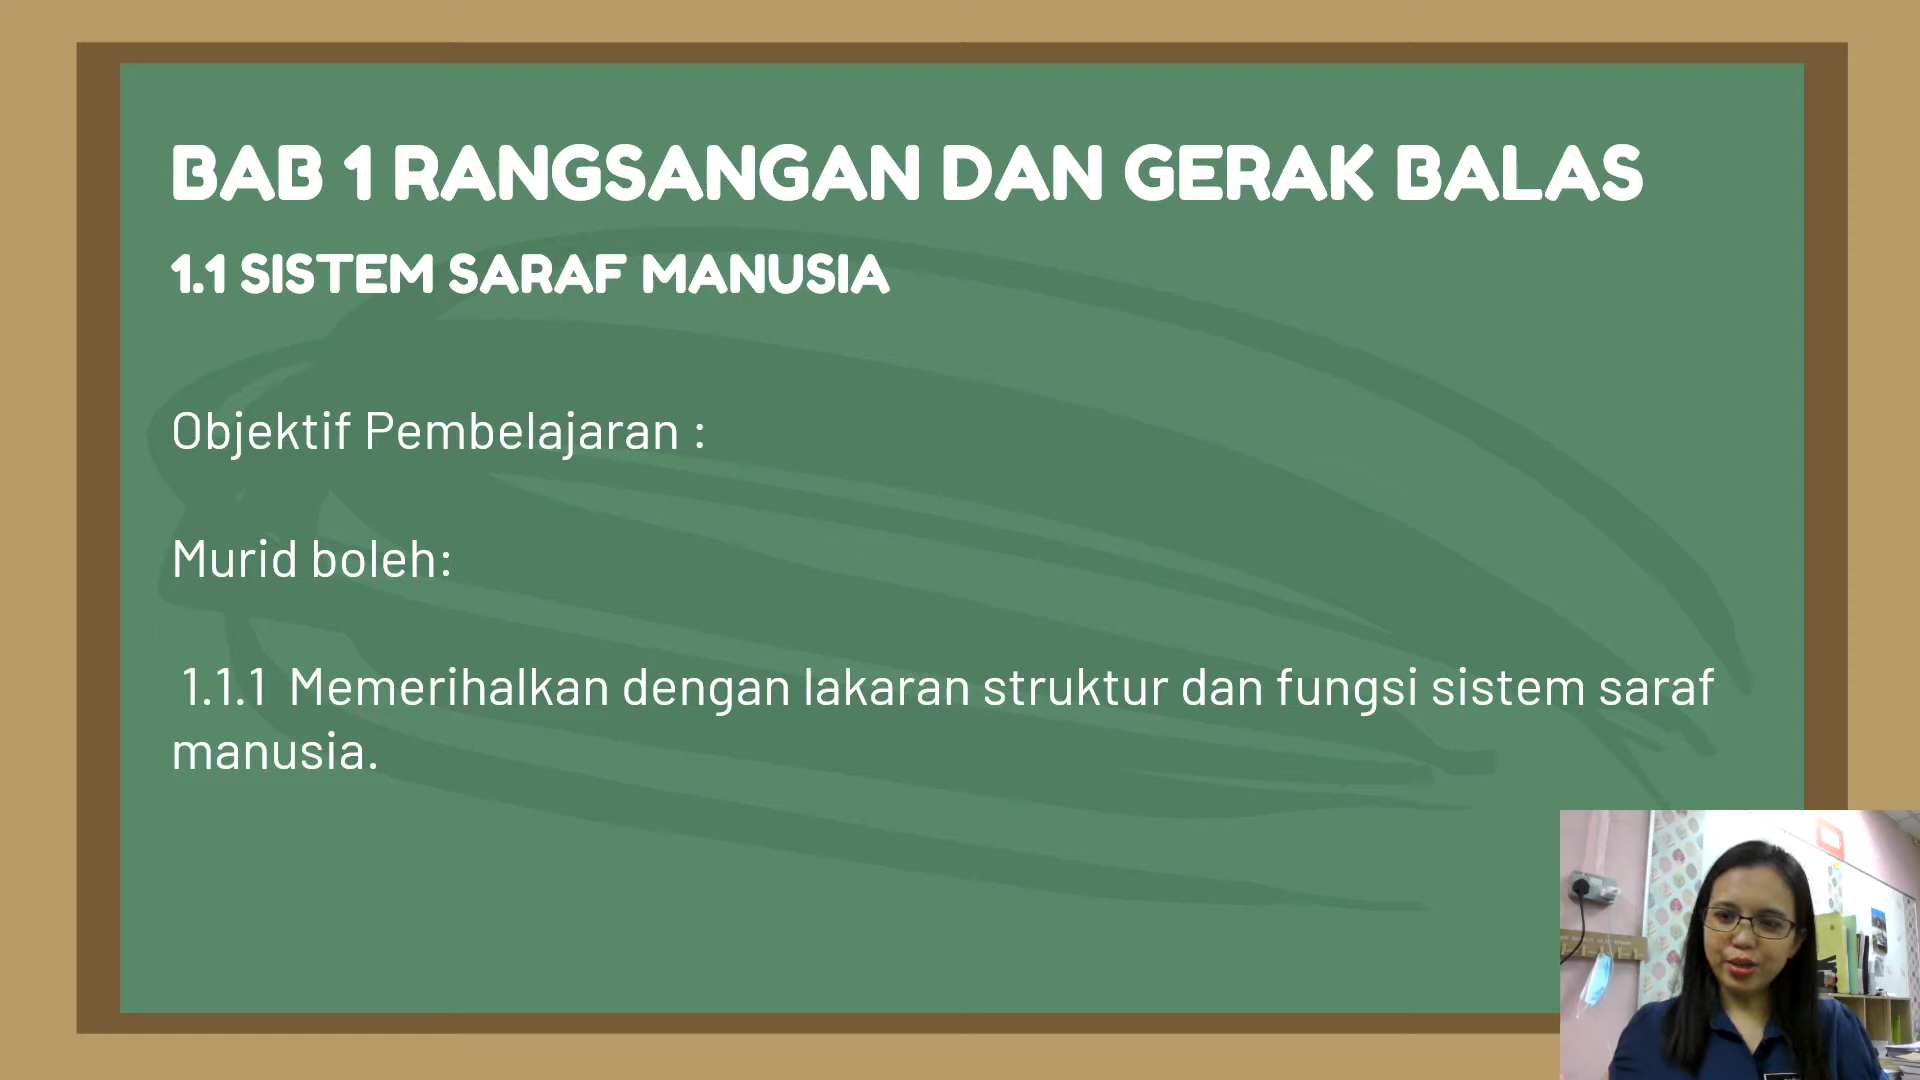 BAB 1 RANGSANGAN DAN GERAK BALAS
1.1 SISTEM SARAF MANUSIA
Objektif Pembelajaran :
Murid boleh:
1.1.1 Memerihalkan dengan lakaran struktur dan fungsi sistem saraf
manusia.